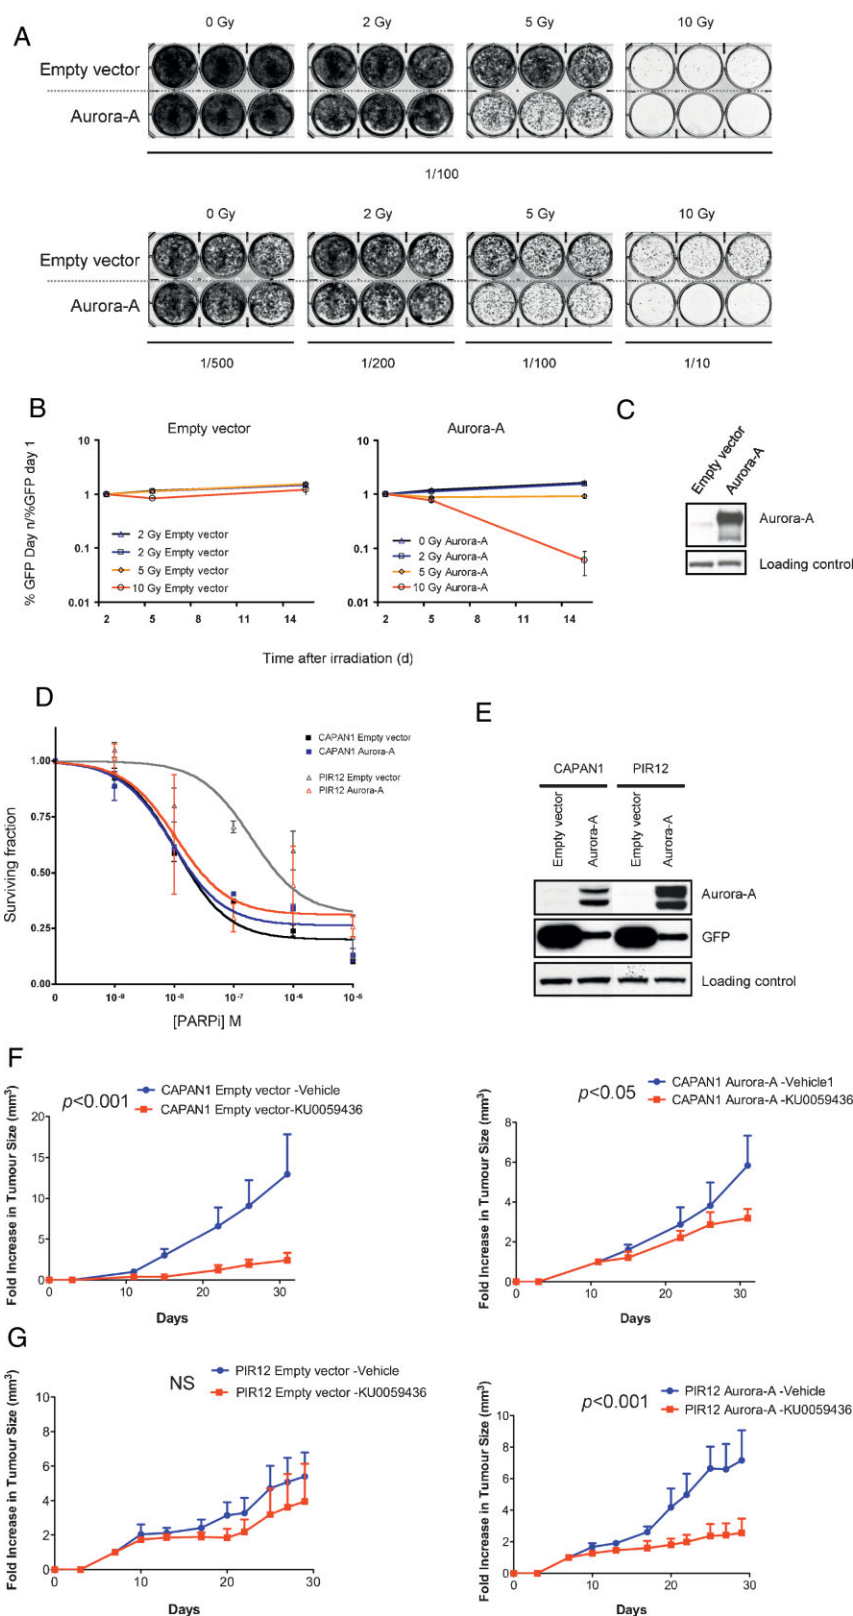 A
0 Gy 2 Gy 5 Gy 10 Gy
Empty vector
Aurora-A
1/100
0 Gy 2 Gy 5 Gy 10 Gy
Empty vector
Aurora-A
1/500 1/200 1/100 1/10
B
Empty vector
Aurora-A
% GFP Day n/%GFP day 1
10
1
0.1
0.01
2 Gy Empty vector
2 Gy Empty vector
5 Gy Empty vector
10 Gy Empty vector
2 5 8 11 14
10
1
0.1
0.01
0 Gy Aurora-A
2 Gy Aurora-A
5 Gy Aurora-A
10 Gy Aurora-A
2 5 8 11 14
Time after irradiation (d)
C
Empty vector
Aurora-A
Aurora-A
Loading control
D
Surviving fraction
1.00
0.75
0.50
0.25
0.00
CAPAN1 Empty vector
CAPAN1 Aurora-A
PIR12 Empty vector
PIR12 Aurora-A
0 10-9 10-8 10-7 10-6 10-5
[PARPi] M
E
CAPAN1 PIR12
Empty vector
Aurora-A
Empty vector
Aurora-A
Aurora-A
GFP
Loading control
F
p<0.001
CAPAN1 Empty vector -Vehicle
CAPAN1 Empty vector-KU0059436
Fold Increase in Tumour Size (mm³)
20
15
10
5
0
0 10 20 30
Days
p<0.05
CAPAN1 Aurora-A -Vehicle1
CAPAN1 Aurora-A -KU0059436
Fold Increase in Tumour Size (mm³)
8
6
4
2
0
0 10 20 30
Days
G
NS
PIR12 Empty vector -Vehicle
PIR12 Empty vector -KU0059436
Fold Increase in Tumour Size (mm³)
10
8
6
4
2
0
0 10 20 30
Days
p<0.001
PIR12 Aurora-A -Vehicle
PIR12 Aurora-A -KU0059436
Fold Increase in Tumour Size (mm³)
10
8
6
4
2
0
0 10 20 30
Days